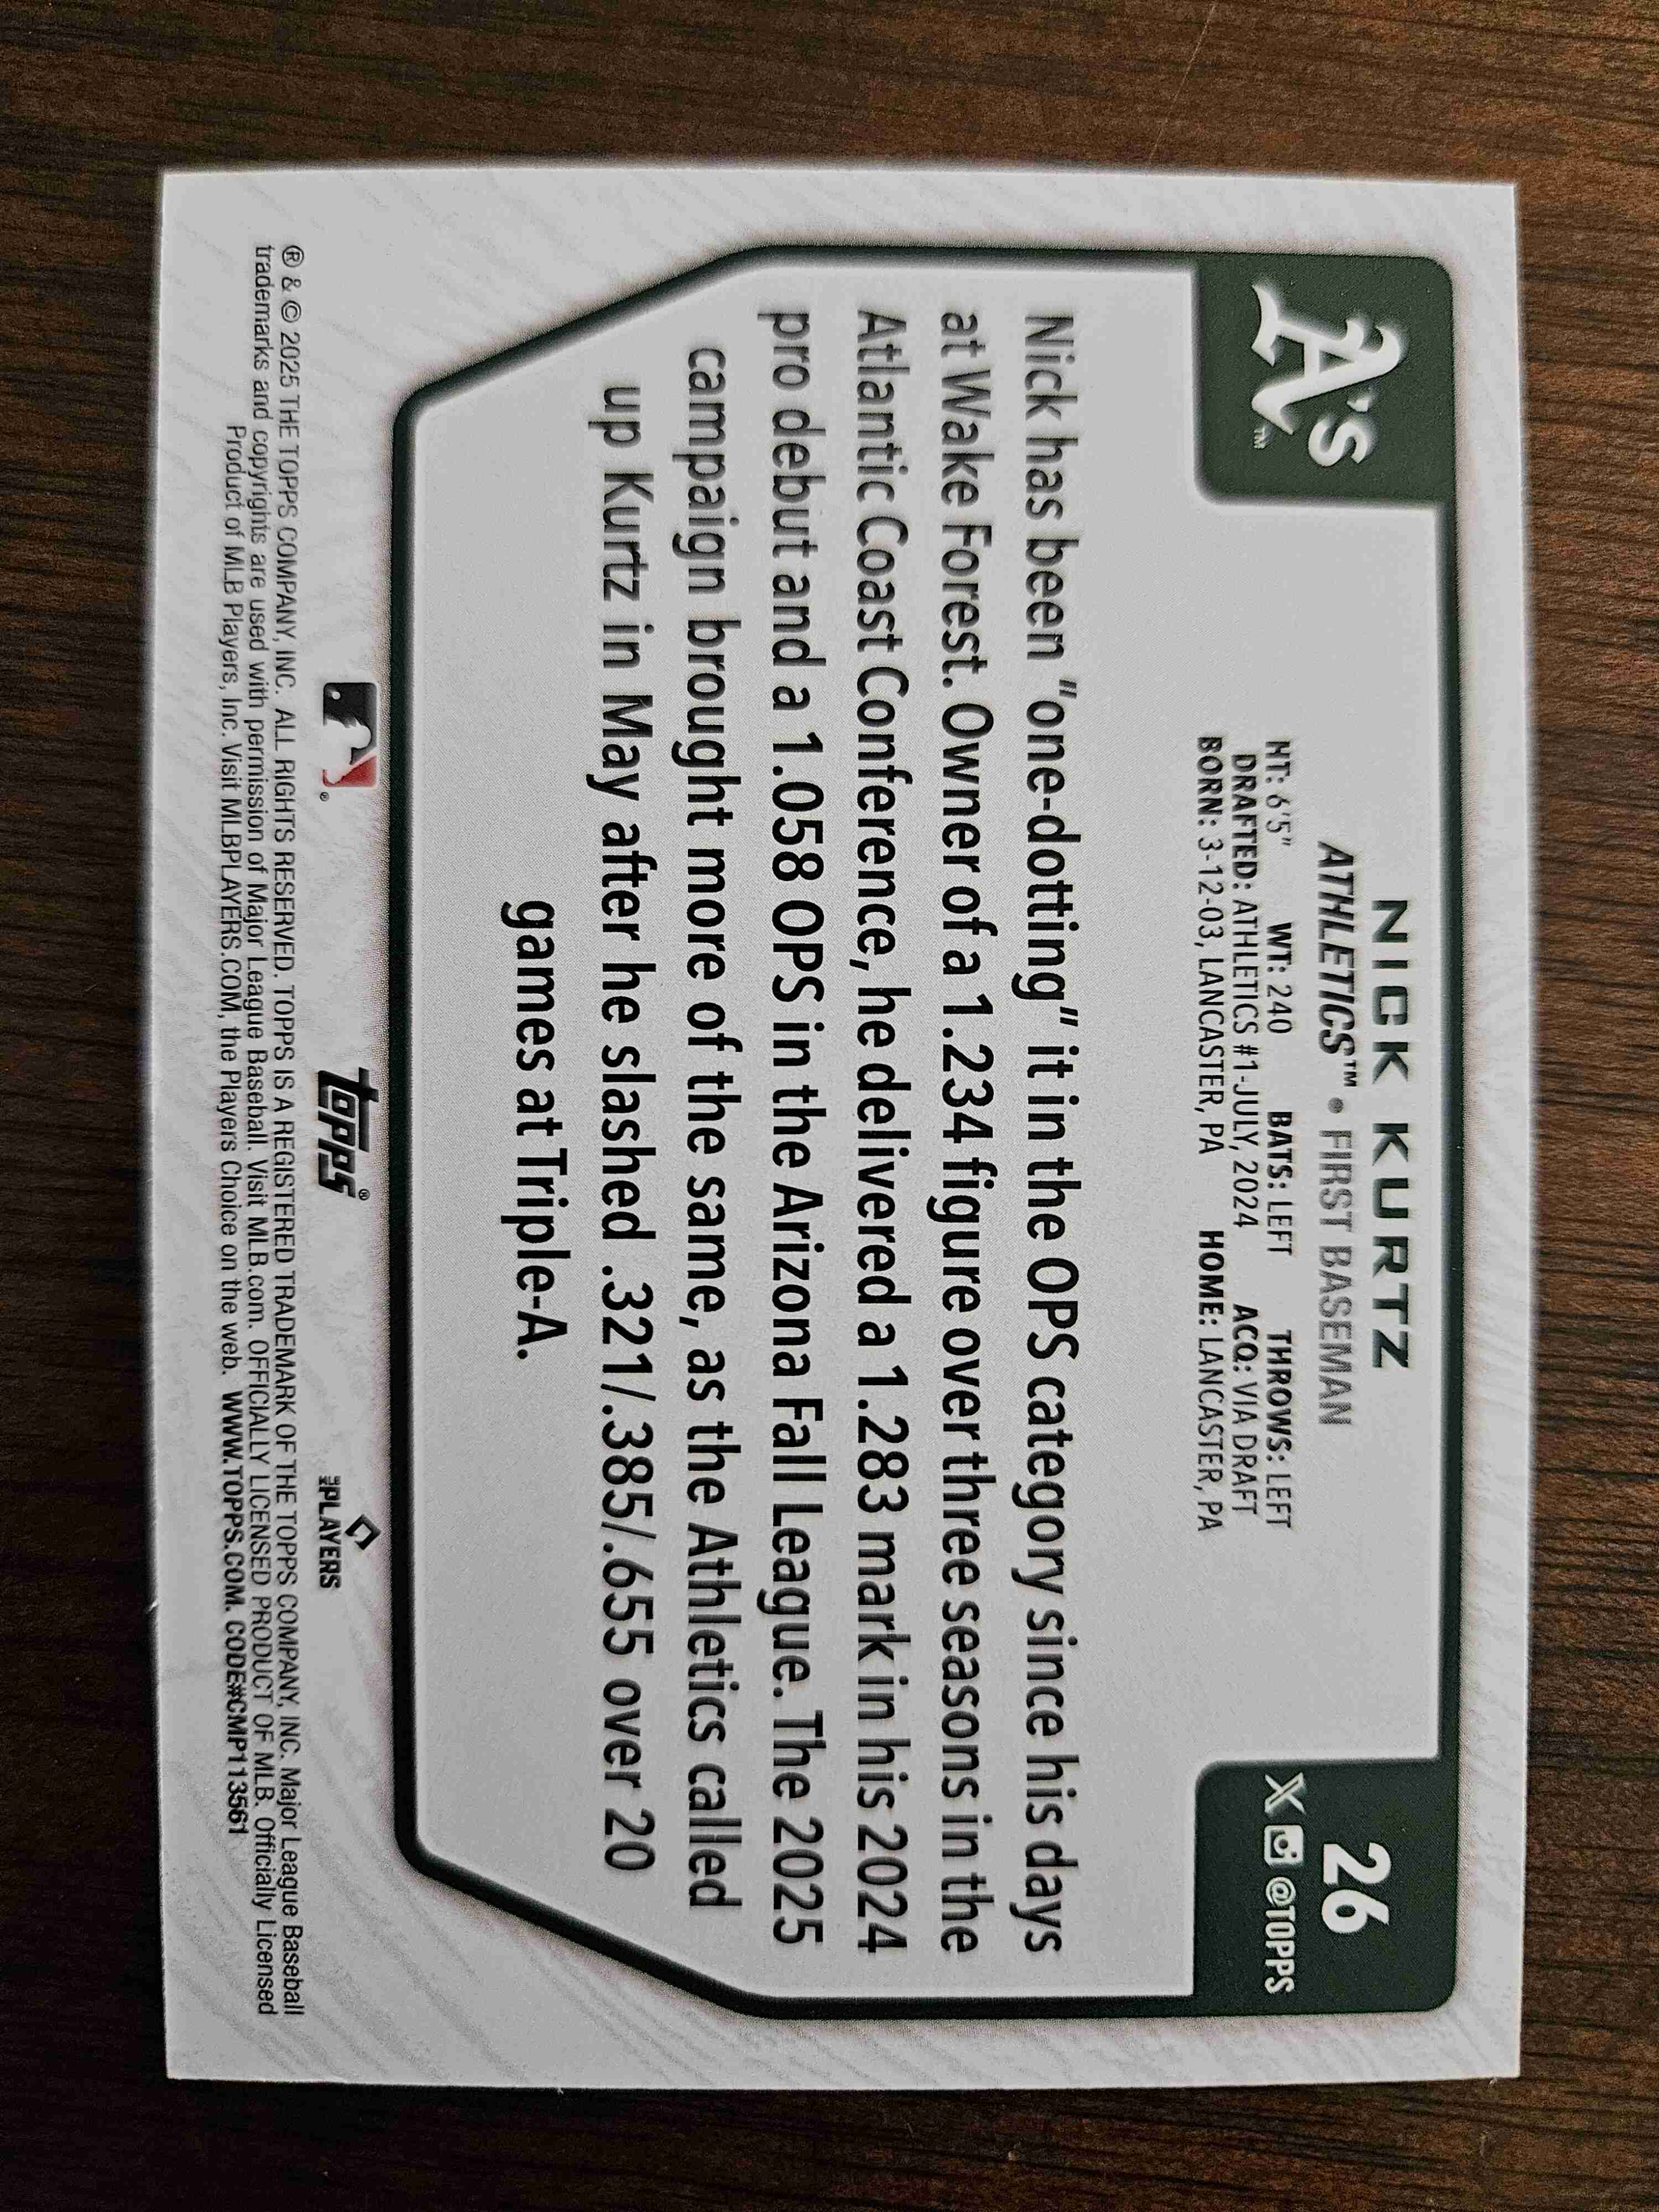 A's™
NICK KURTZ
ATHLETICS™ • FIRST BASEMAN
HT: 6'5" WT: 240 BATS: LEFT THROWS: LEFT
DRAFTED: ATHLETICS #1-JULY, 2024 ACQ: VIA DRAFT
BORN: 3-12-03, LANCASTER, PA HOME: LANCASTER, PA
26
X @TOPPS
Nick has been "one-dotting" it in the OPS category since his days
at Wake Forest. Owner of a 1.234 figure over three seasons in the
Atlantic Coast Conference, he delivered a 1.283 mark in his 2024
pro debut and a 1.058 OPS in the Arizona Fall League. The 2025
campaign brought more of the same, as the Athletics called
up Kurtz in May after he slashed .321/.385/.655 over 20
games at Triple-A.
® topps® THE PLAYERS
® & © 2025 THE TOPPS COMPANY, INC. ALL RIGHTS RESERVED. TOPPS IS A REGISTERED TRADEMARK OF THE TOPPS COMPANY, INC. Major League Baseball
trademarks and copyrights are used with permission of Major League Baseball. Visit MLB.com. OFFICIALLY LICENSED PRODUCT OF MLB. Officially Licensed
Product of MLB Players, Inc. Visit MLBPLAYERS.COM, the Players Choice on the web. WWW.TOPPS.COM. CODE#CMP113561